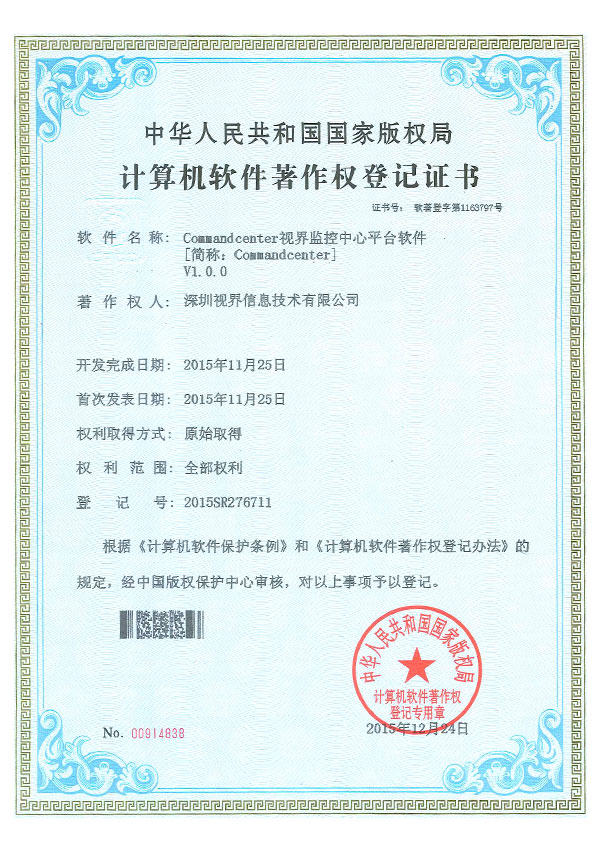 中华人民共和国国家版权局
计算机软件著作权登记证书
证书号： 软著登字第1163797号
软件名称： Commandcenter视界监控中心平台软件
[简称：Commandcenter]
V1.0.0
著作权人： 深圳视界信息技术有限公司
开发完成日期： 2015年11月25日
首次发表日期： 2015年11月25日
权利取得方式： 原始取得
权利范围： 全部权利
登记号： 2015SR276711
根据《计算机软件保护条例》和《计算机软件著作权登记办法》的
规定，经中国版权保护中心审核，对以上事项予以登记。
中华人民共和国国家版权局
计算机软件著作权
登记专用章
No. 00914838
2015年12月24日